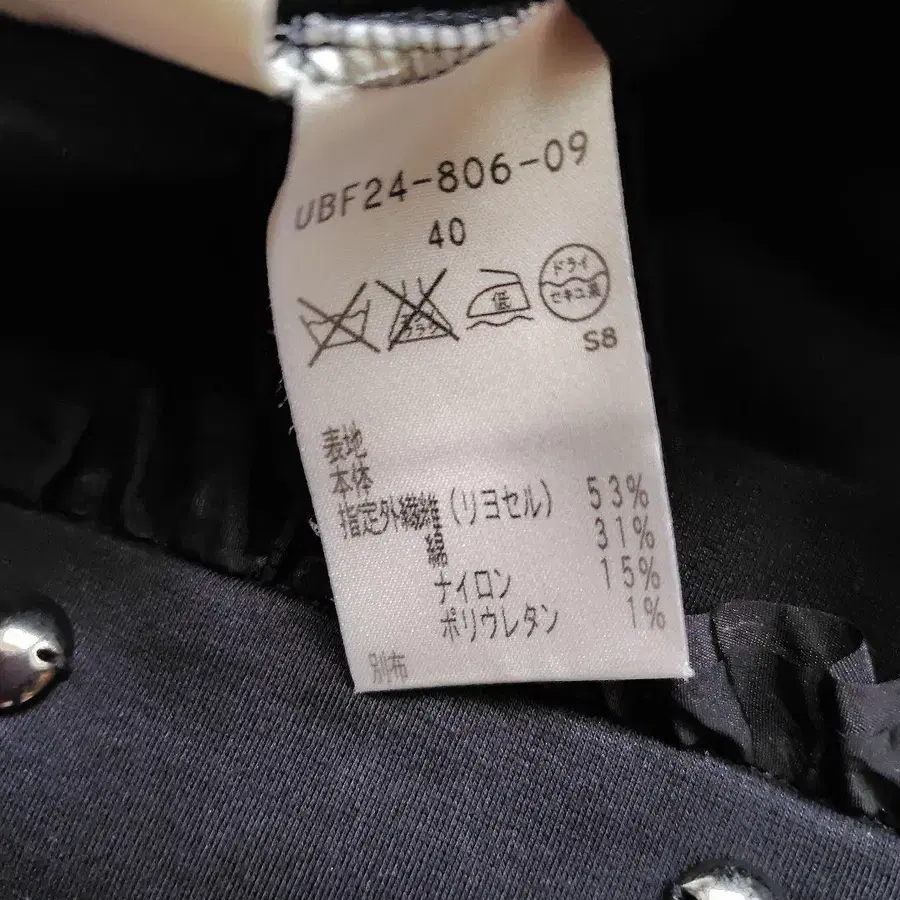 UBF24-806-09
40
低
ドライ
セキユ系
S8
表地
本体
指定外繊維(リヨセル) 53%
綿 31%
ナイロン 15%
ポリウレタン 1%
別布